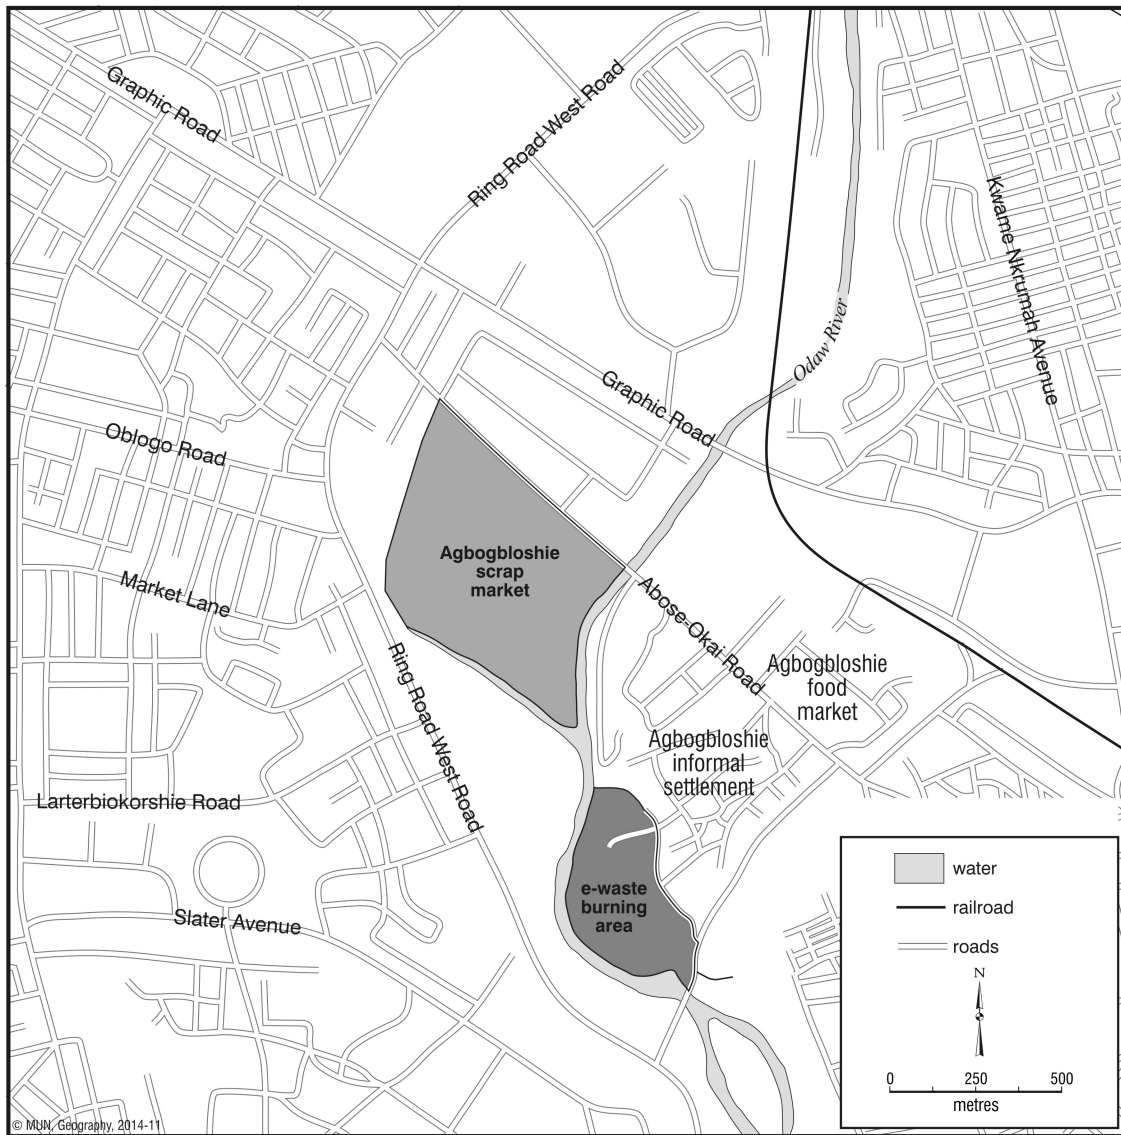 Graphic Road
Ring Road West Road
Kwame Nkrumah Avenue
Odaw River
Graphic Road
Oblogo Road
Agbogbloshie
scrap
market
Market Lane
Abose-Okai Road
Ring Road West Road
Agbogbloshie
food
market
Agbogbloshie
informal
settlement
Larterbiokorshie Road
e-waste
burning
area
Slater Avenue
water
railroad
roads
N
0 250 500
metres
© MUN, Geography, 2014-11